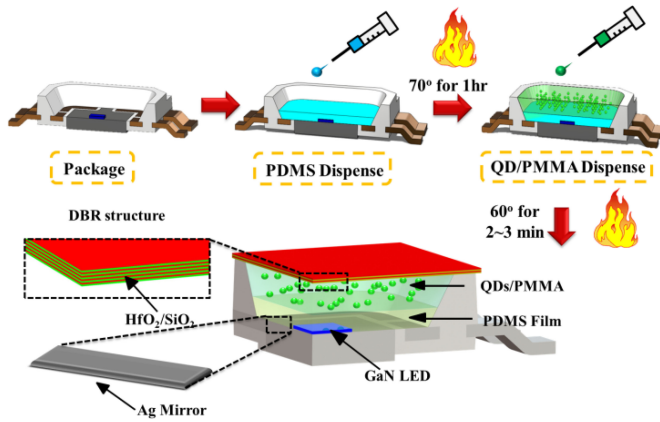 70° for 1hr
Package
PDMS Dispense
QD/PMMA Dispense
60° for
2~3 min
DBR structure
HfO₂/SiO₂
QDs/PMMA
PDMS Film
GaN LED
Ag Mirror